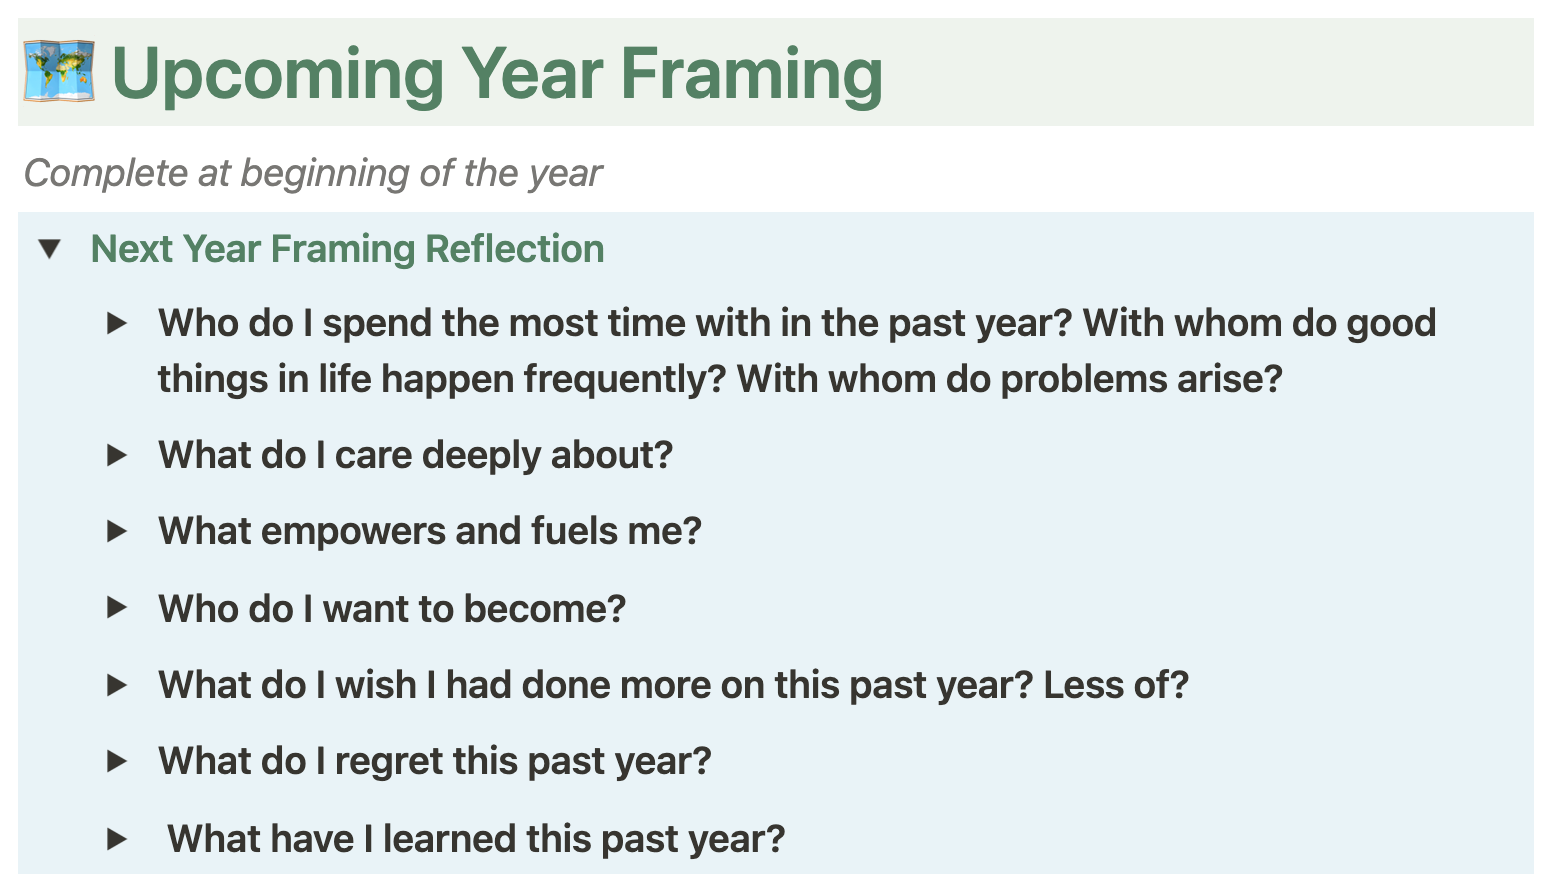 Upcoming Year Framing
Complete at beginning of the year
Next Year Framing Reflection
Who do I spend the most time with in the past year? With whom do good
things in life happen frequently? With whom do problems arise?
What do I care deeply about?
What empowers and fuels me?
Who do I want to become?
What do I wish I had done more on this past year? Less of?
What do I regret this past year?
What have I learned this past year?